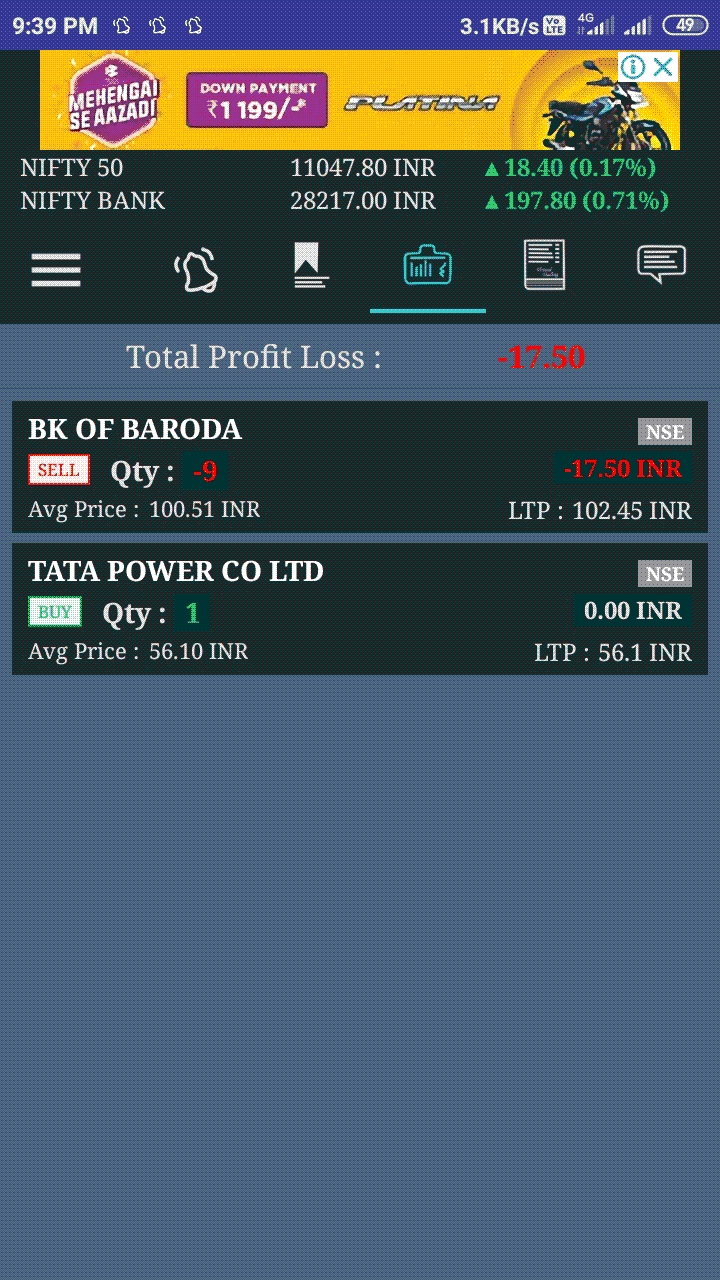 9:39 PM 3.1KB/s Vo LTE 4G 49
MEHENGAI
SE AAZADI
DOWN PAYMENT
₹1 199/-*
PLATINA
NIFTY 50 11047.80 INR ▲18.40 (0.17%)
NIFTY BANK 28217.00 INR ▲197.80 (0.71%)
Total Profit Loss : -17.50
BK OF BARODA NSE
SELL Qty : -9 -17.50 INR
Avg Price : 100.51 INR LTP : 102.45 INR
TATA POWER CO LTD NSE
BUY Qty : 1 0.00 INR
Avg Price : 56.10 INR LTP : 56.1 INR